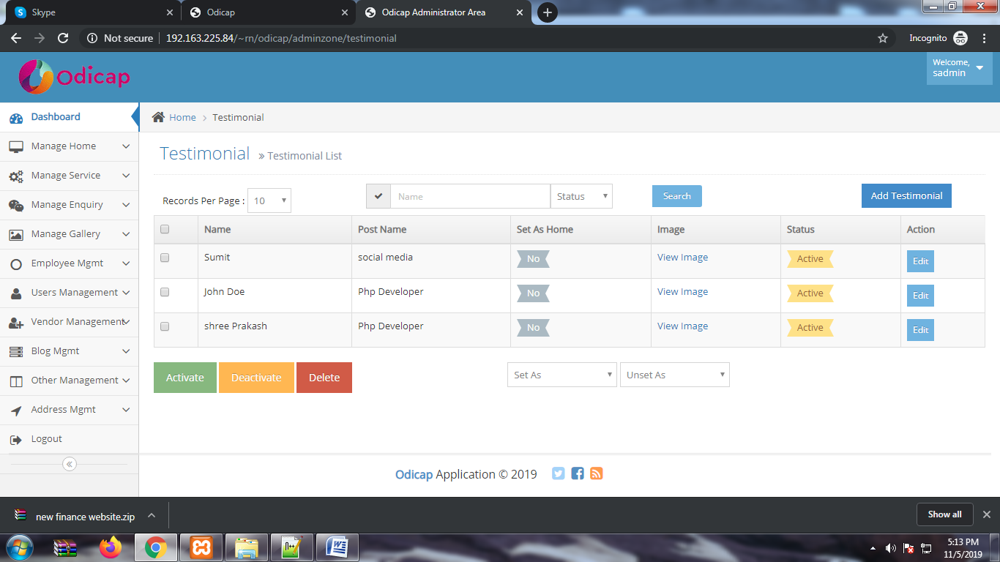 Skype
Odicap
Odicap Administrator Area
Not secure
192.163.225.84/~rn/odicap/adminzone/testimonial
Incognito
Odicap
Welcome,
sadmin
Dashboard
Manage Home
Manage Service
Manage Enquiry
Manage Gallery
Employee Mgmt
Users Management
Vendor Management
Blog Mgmt
Other Management
Address Mgmt
Logout
Home > Testimonial
Testimonial » Testimonial List
Records Per Page : 10 Name Status Search Add Testimonial
Name Post Name Set As Home Image Status Action
Sumit social media No View Image Active Edit
John Doe Php Developer No View Image Active Edit
shree Prakash Php Developer No View Image Active Edit
Activate Deactivate Delete Set As Unset As
Odicap Application © 2019
new finance website.zip
Show all
5:13 PM
11/5/2019